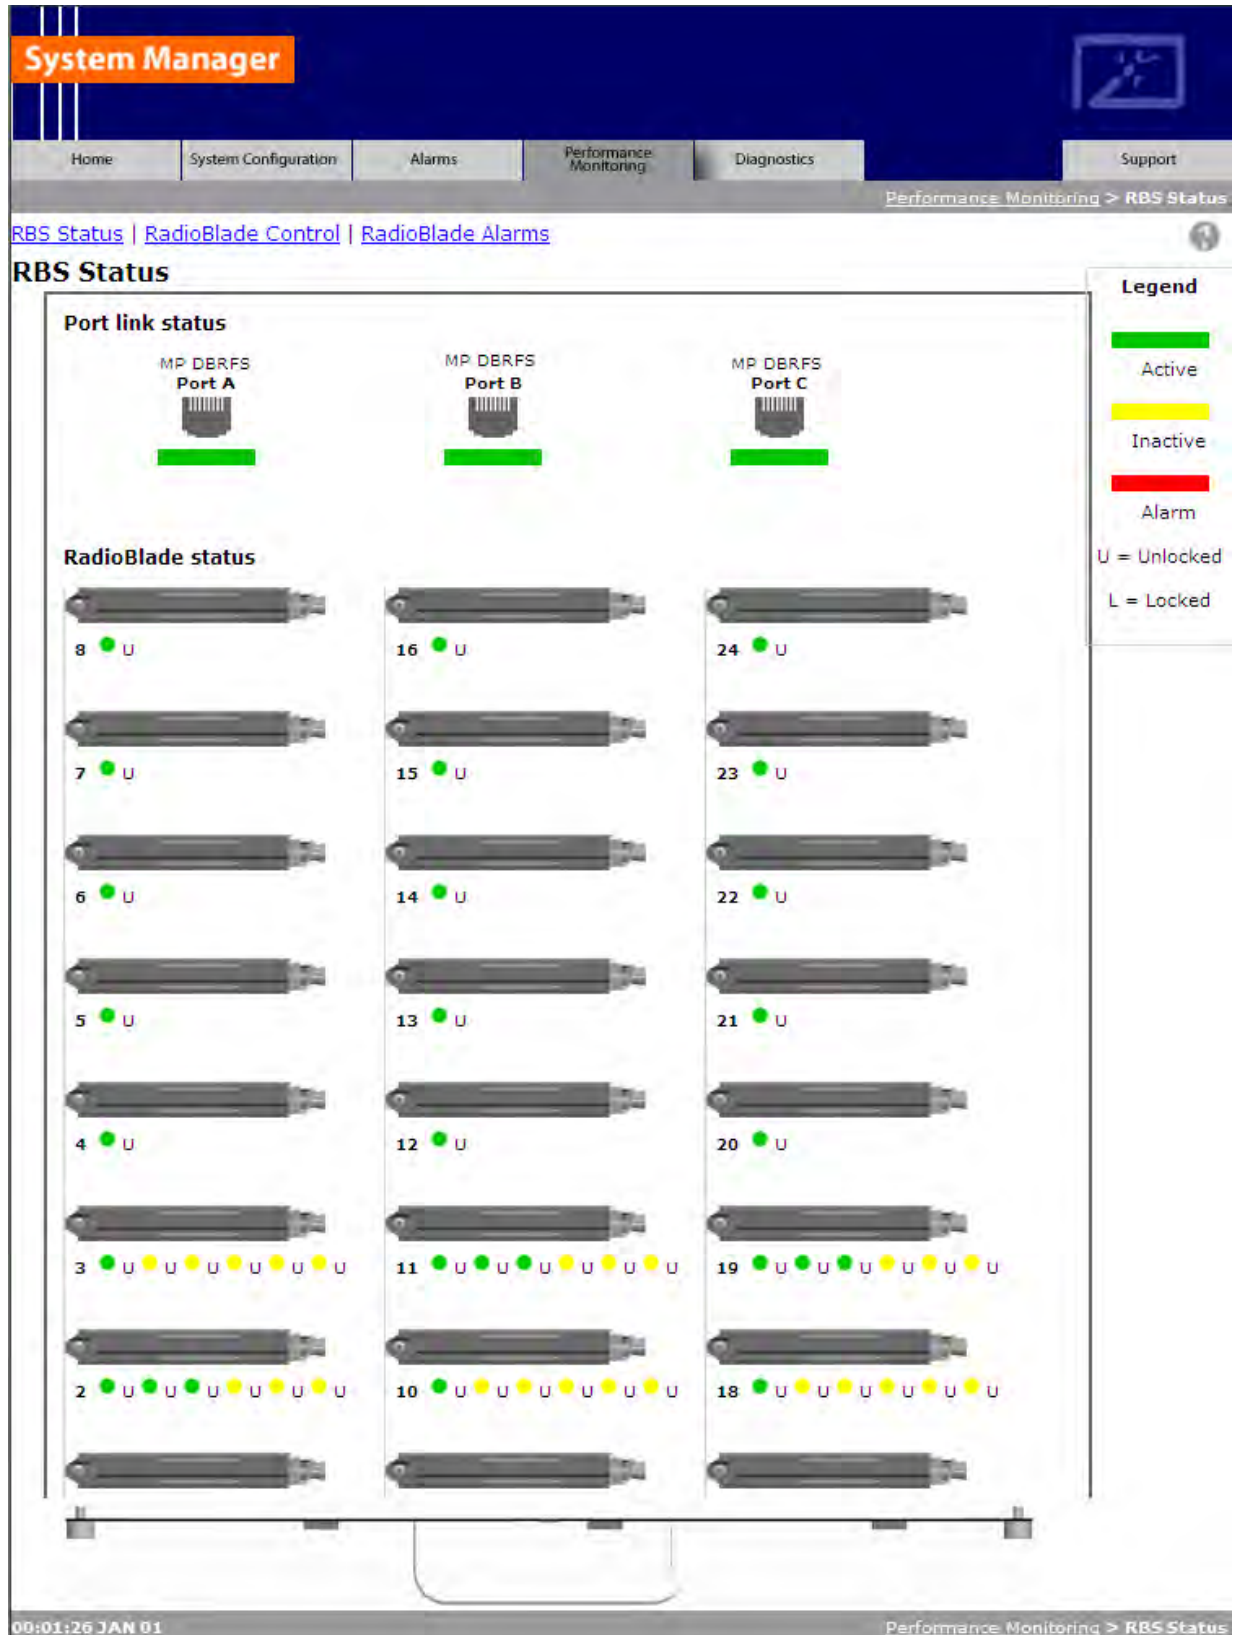 System Manager
Home System Configuration Alarms Performance Monitoring Diagnostics Support
Performance Monitoring > RBS Status
RBS Status | RadioBlade Control | RadioBlade Alarms
RBS Status
Legend
Active
Inactive
Alarm
U = Unlocked
L = Locked
Port link status
MP DBRFS MP DBRFS MP DBRFS
Port A Port B Port C
RadioBlade status
8 U 16 U 24 U
7 U 15 U 23 U
6 U 14 U 22 U
5 U 13 U 21 U
4 U 12 U 20 U
3 U U U U U U 11 U U U U U U 19 U U U U U U
2 U U U U U U 10 U U U U U U 18 U U U U U U
00:01:26 JAN 01 Performance Monitoring > RBS Status